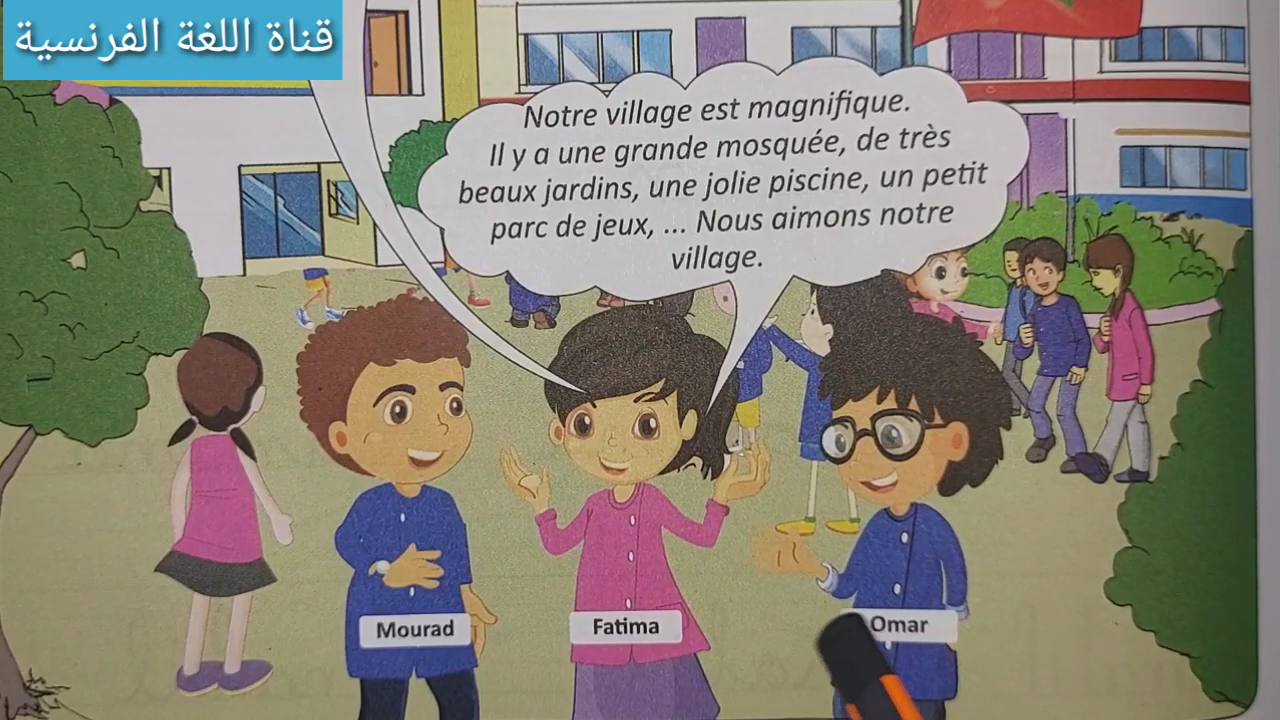 قناة اللغة الفرنسية
Notre village est magnifique.
Il y a une grande mosquée, de très
beaux jardins, une jolie piscine, un petit
parc de jeux, ... Nous aimons notre
village.
Mourad
Fatima
Omar